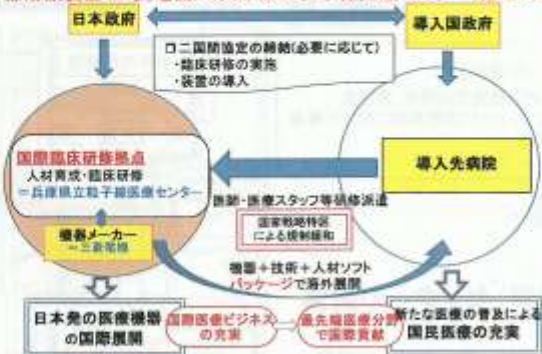 日本政府
導入国政府
□二国間協定の締結(必要に応じて)
・臨床研修の実施
・装置の導入
国際臨床研修拠点
人材育成・臨床研修
=兵庫県立粒子線医療センター
導入先病院
医師・医療スタッフ等研修派遣
国家戦略特区
による規制緩和
機器メーカー
=三菱電機
機器+技術+人材ソフト
パッケージで海外展開
日本発の医療機器
の国際展開
国際医療ビジネス
の充実
最先端医療分野
で国際貢献
新たな医療の普及による
国民医療の充実